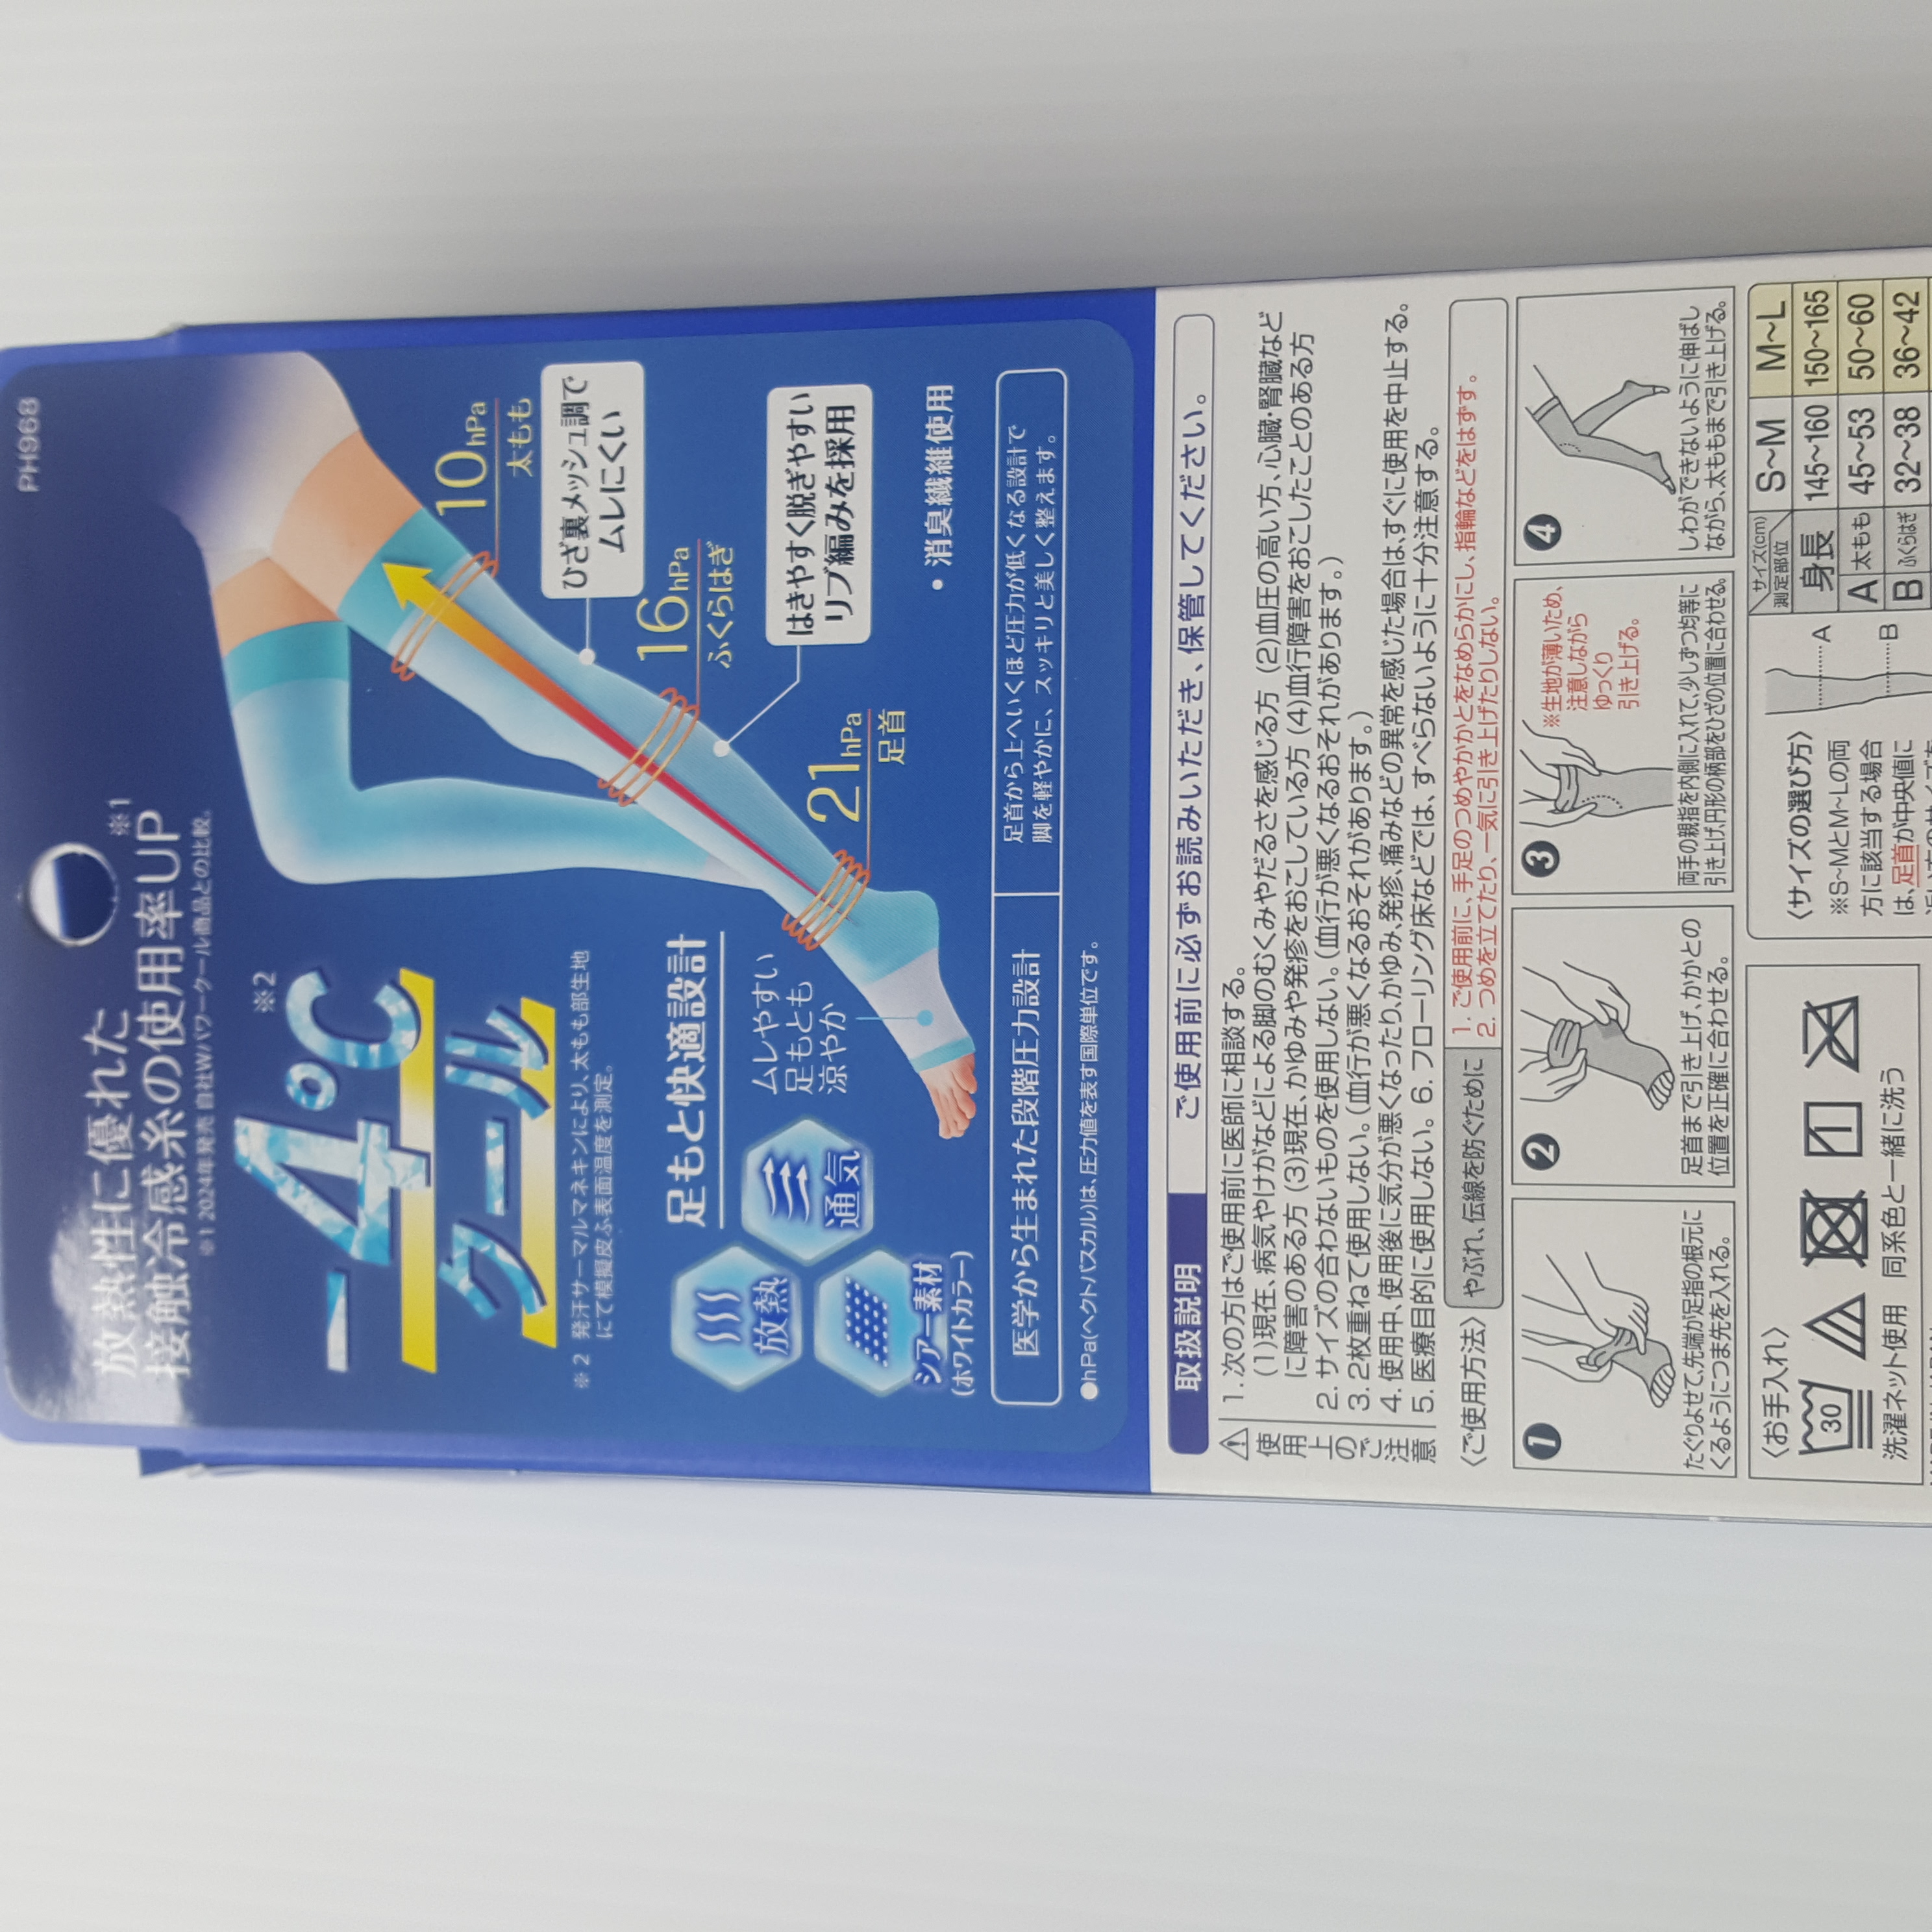 PH968
放熱性に優れた
接触冷感糸の使用率UP ※1
※1 2024年発売 自社Wパワークール商品との比較。
−4℃ ※2
クール
※2 発汗サーマルマネキンにより、太もも部生地
にて模擬皮ふ表面温度を測定。
10hPa
太もも
ひざ裏メッシュ調で
ムレにくい
16hPa
ふくらはぎ
はきやすく脱ぎやすい
リブ編みを採用
21hPa
足首
• 消臭繊維使用
足もと快適設計
放熱
通気
シアー素材
(ホワイトカラー)
ムレやすい
足もとも
涼やか
医学から生まれた段階圧力設計
足首から上へいくほど圧力が低くなる設計で
脚を軽やかに、スッキリと美しく整えます。
●hPa(ヘクトパスカル)は、圧力値を表す国際単位です。
取扱説明
ご使用前に必ずお読みいただき、保管してください。
使用上のご注意
1. 次の方はご使用前に医師に相談する。
(1)現在、病気やけがなどによる脚のむくみやだるさを感じる方 (2)血圧の高い方、心臓・腎臓など
に障害のある方 (3)現在、かゆみや発疹をおこしている方 (4)血行障害をおこしたことのある方
2. サイズの合わないものを使用しない。(血行が悪くなるおそれがあります。)
3. 2枚重ねて使用しない。(血行が悪くなるおそれがあります。)
4. 使用中、使用後に気分が悪くなったり、かゆみ、発疹、痛みなどの異常を感じた場合は、すぐに使用を中止する。
5. 医療目的に使用しない。 6. フローリング床などでは、すべらないように十分注意する。
〈ご使用方法〉
やぶれ、伝線を防ぐために
1. ご使用前に、手足のつめやかかとをなめらかにし、指輪などをはずす。
2. つめを立てたり、一気に引き上げたりしない。
1
たぐりよせて、先端が足指の根元に
くるようにつま先を入れる。
2
足首まで引き上げ、かかとの
位置を正確に合わせる。
3
※生地が薄いため、
注意しながら
ゆっくり
引き上げる。
両手の親指を内側に入れて、少しずつ均等に
引き上げ、円形の柄部をひざの位置に合わせる。
4
しわができないように伸ばし
ながら、太ももまで引き上げる。
〈お手入れ〉
30
洗濯ネット使用 同系色と一緒に洗う
〈サイズの選び方〉
※S~MとM~Lの両
方に該当する場合
は、足首が中央値に
A
B
サイズ(cm)
測定部位
S~M M~L
身長 145~160 150~165
A 太もも 45~53 50~60
B ふくらはぎ 32~38 36~42